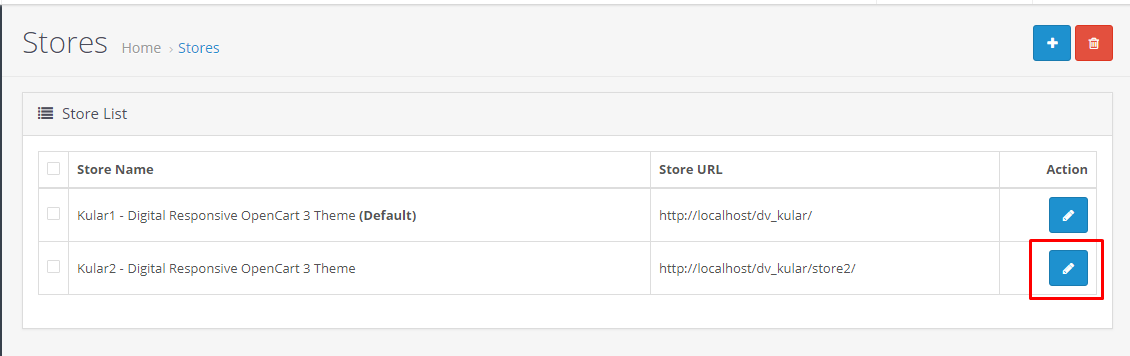 Stores Home › Stores
Store List
Store Name Store URL Action
Kular1 - Digital Responsive OpenCart 3 Theme (Default) http://localhost/dv_kular/
Kular2 - Digital Responsive OpenCart 3 Theme http://localhost/dv_kular/store2/